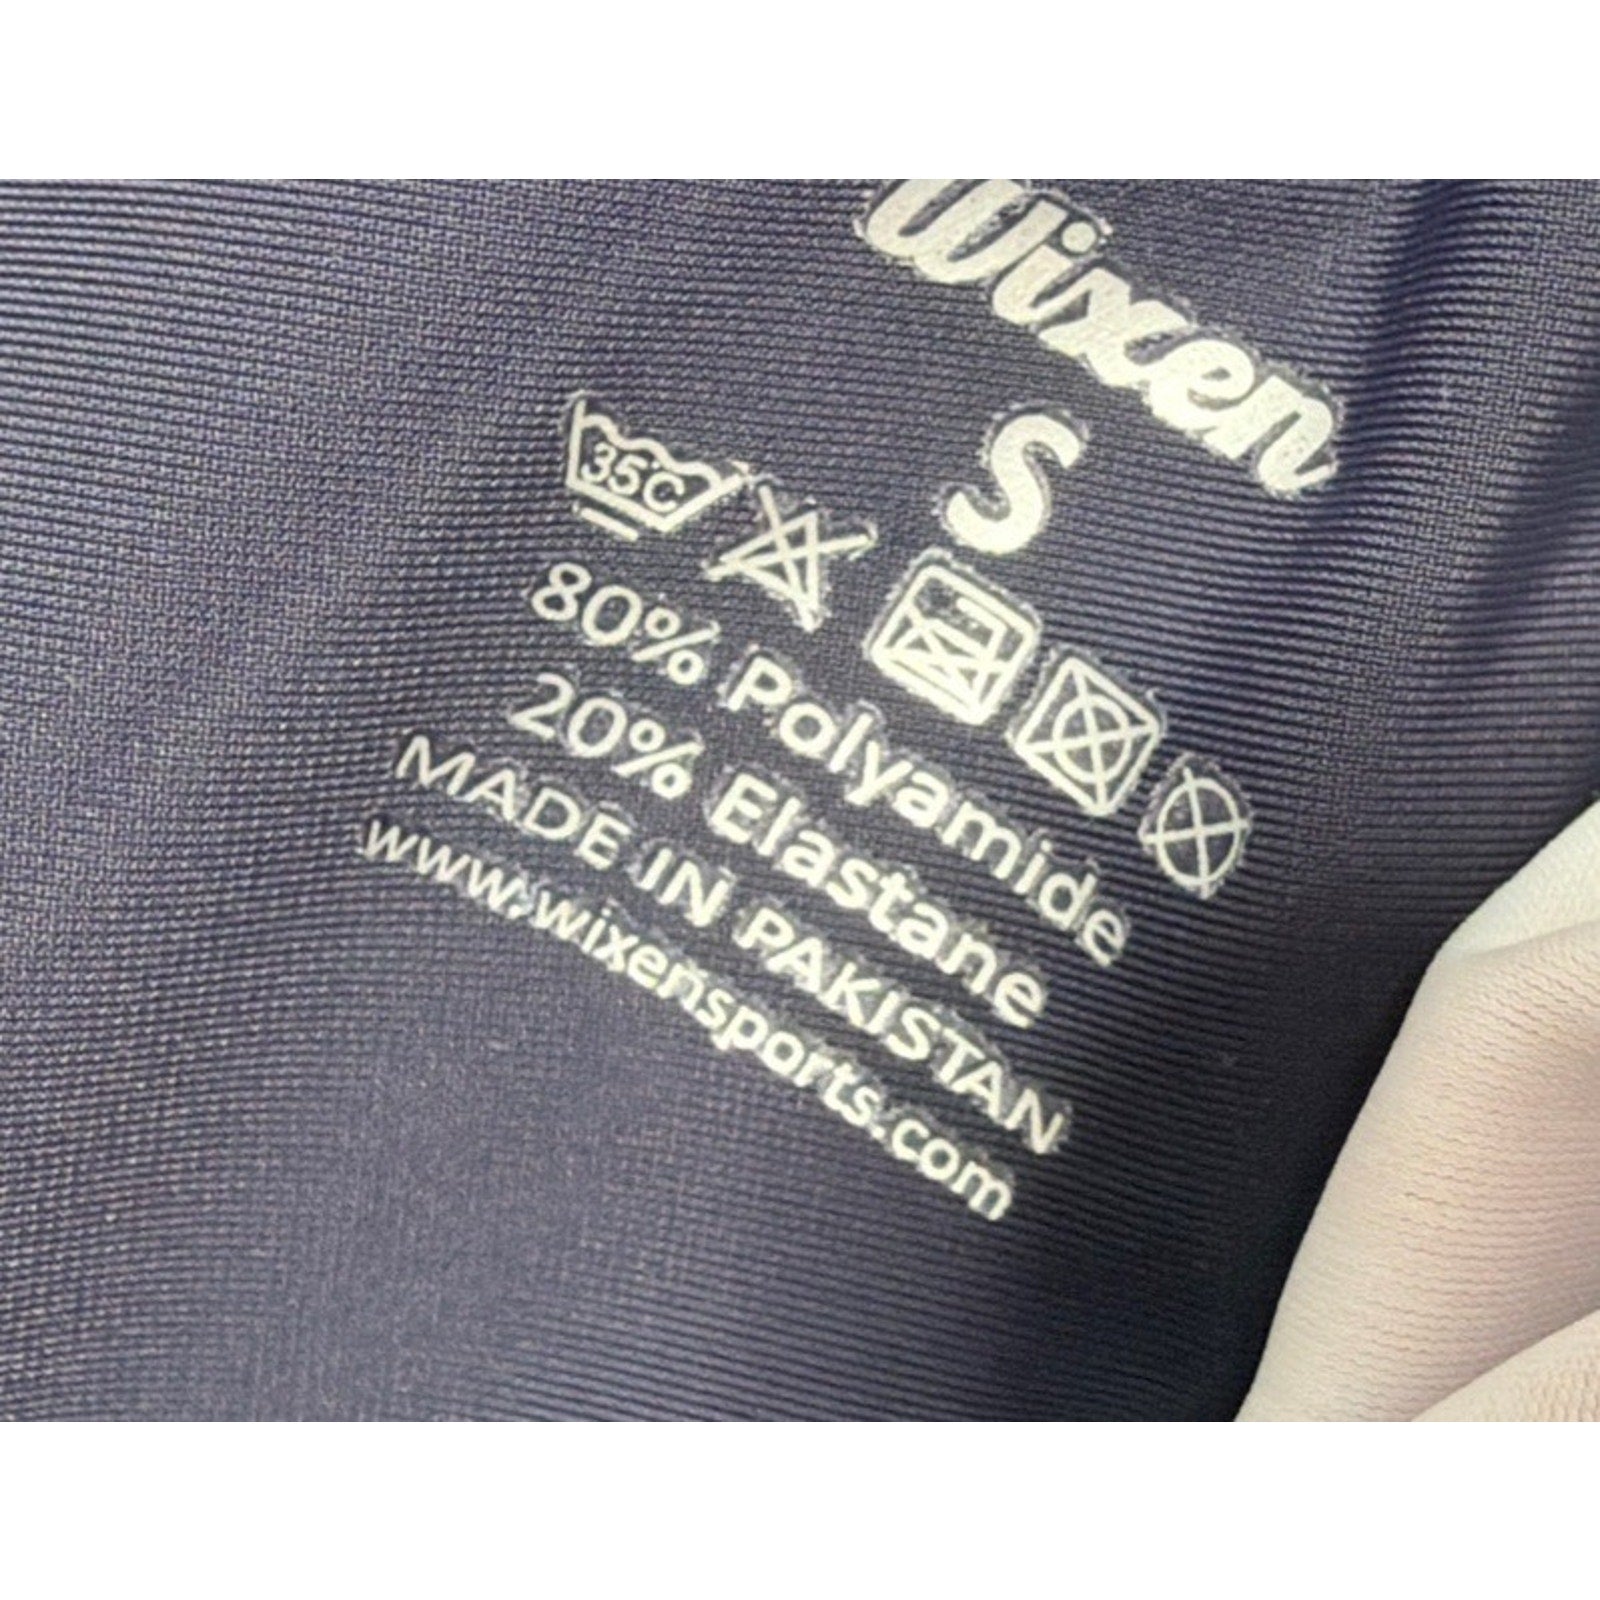 Wixen
S
35C
80% Polyamide
20% Elastane
MADE IN PAKISTAN
www.wixensports.com